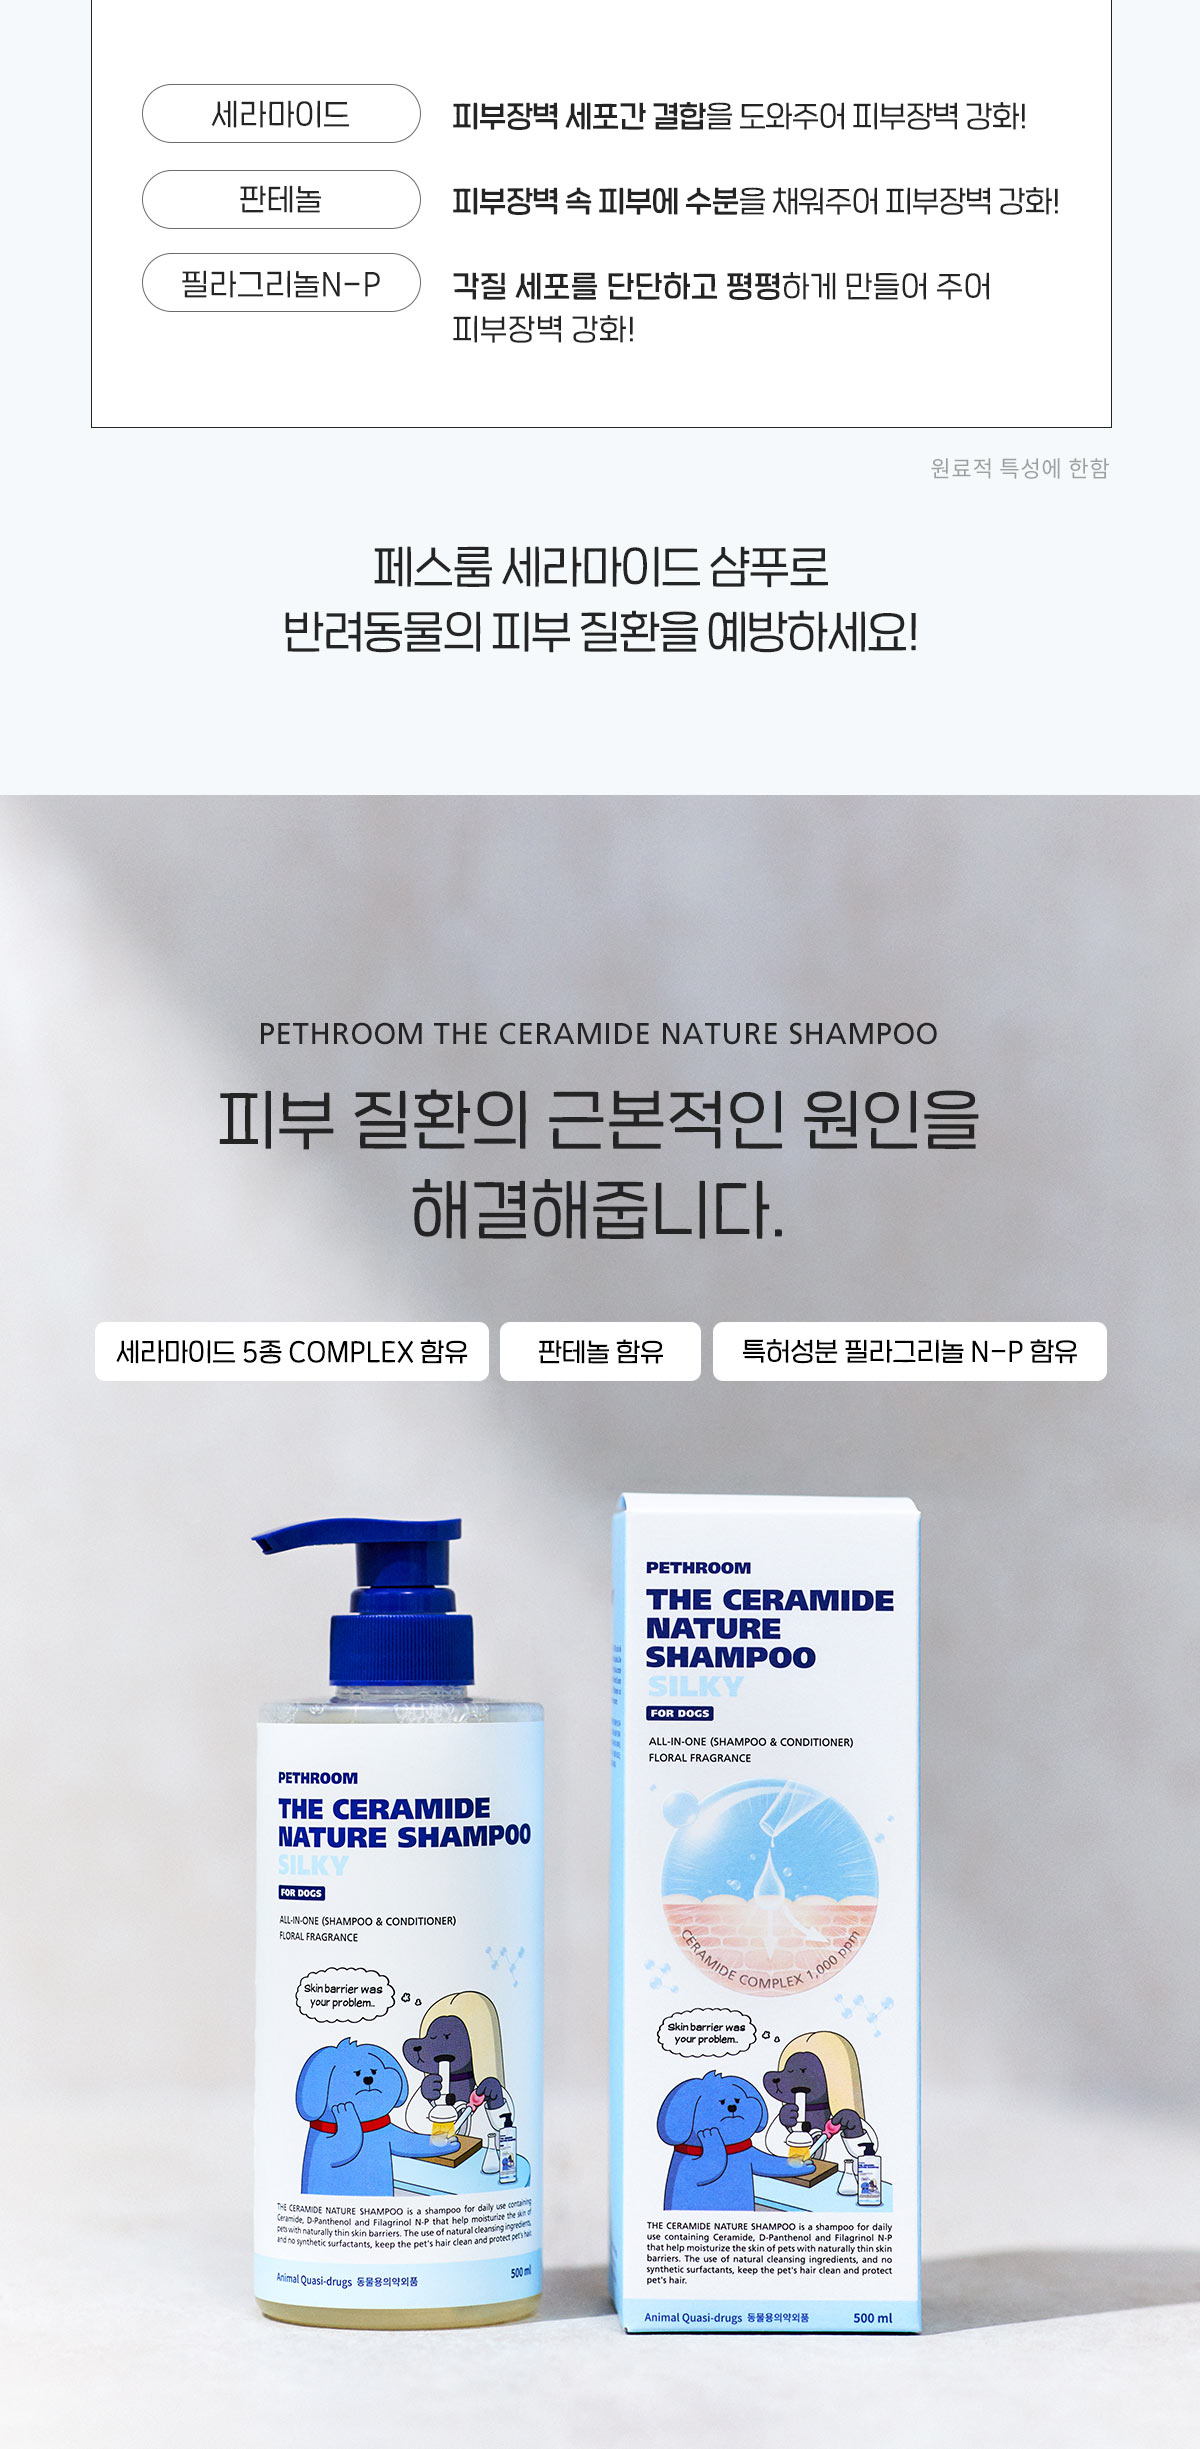 세라마이드
피부장벽 세포간 결합을 도와주어 피부장벽 강화!
판테놀
피부장벽 속 피부에 수분을 채워주어 피부장벽 강화!
필라그리놀N-P
각질 세포를 단단하고 평평하게 만들어 주어
피부장벽 강화!
원료적 특성에 한함
페스룸 세라마이드 샴푸로
반려동물의 피부 질환을 예방하세요!
PETHROOM THE CERAMIDE NATURE SHAMPOO
피부 질환의 근본적인 원인을
해결해줍니다.
세라마이드 5종 COMPLEX 함유
판테놀 함유
특허성분 필라그리놀 N-P 함유
PETHROOM
THE CERAMIDE
NATURE SHAMPOO
SILKY
FOR DOGS
ALL-IN-ONE (SHAMPOO & CONDITIONER)
FLORAL FRAGRANCE
Skin barrier was
your problem..
THE CERAMIDE NATURE SHAMPOO is a shampoo for daily use containing
Ceramide, D-Panthenol and Filagrinol N-P that help moisturize the skin of
pets with naturally thin skin barriers. The use of natural cleansing ingredients,
and no synthetic surfactants, keep the pet's hair clean and protect pet's hair.
Animal Quasi-drugs 동물용의약외품
500 ml
PETHROOM
THE CERAMIDE
NATURE
SHAMPOO
SILKY
FOR DOGS
ALL-IN-ONE (SHAMPOO & CONDITIONER)
FLORAL FRAGRANCE
CERAMIDE COMPLEX 1,000 ppm
Skin barrier was
your problem..
THE CERAMIDE NATURE SHAMPOO is a shampoo for daily
use containing Ceramide, D-Panthenol and Filagrinol N-P
that help moisturize the skin of pets with naturally thin skin
barriers. The use of natural cleansing ingredients, and no
synthetic surfactants, keep the pet's hair clean and protect
pet's hair.
Animal Quasi-drugs 동물용의약외품
500 ml